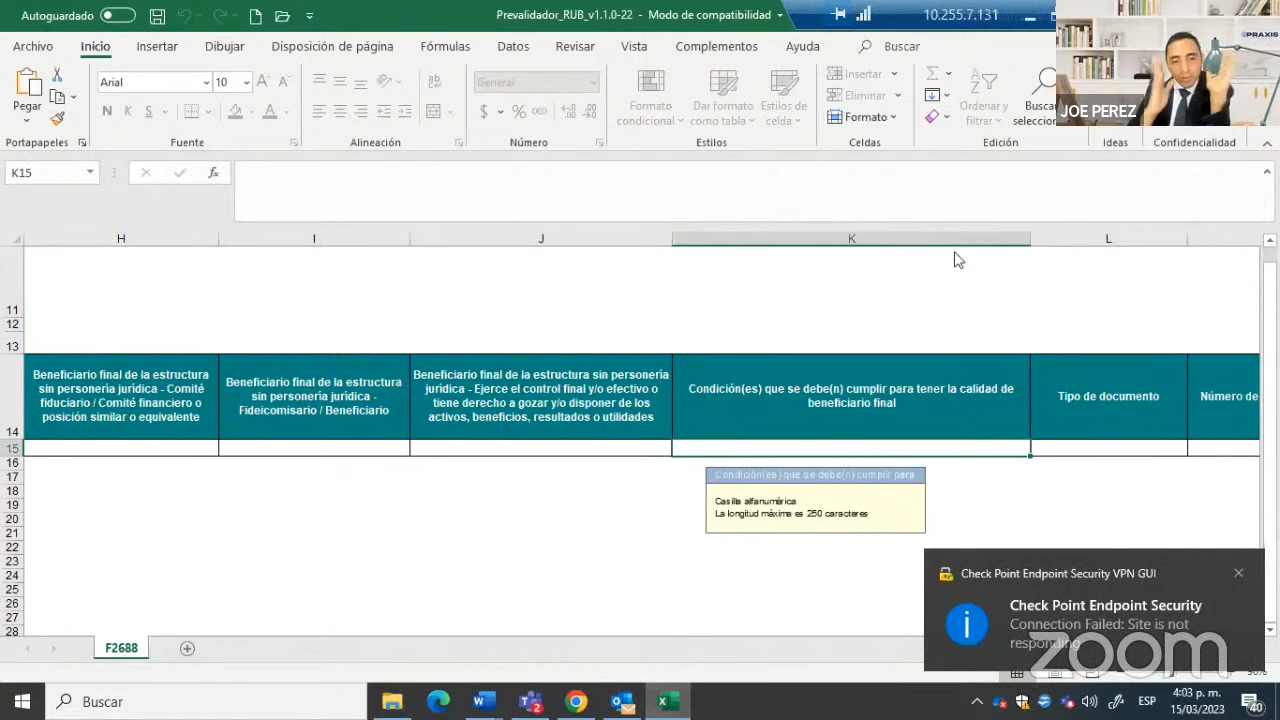 Autoguardado
Prevalidador_RUB_v1.1.0-22 - Modo de compatibilidad
10.255.7.131
PRAXIS
JOE PEREZ
Archivo Inicio Insertar Dibujar Disposición de página Fórmulas Datos Revisar Vista Complementos Ayuda Buscar
Pegar
Arial
10
N K S
General
$ % 000
Formato
condicional
Dar formato
como tabla
Estilos de
celda
Insertar
Eliminar
Formato
Ordenar y
filtrar
Buscar
seleccion
Portapapeles Fuente Alineación Número Estilos Celdas Edición Ideas Confidencialidad
K15
fx
H I J K L
11
12
13
14
Beneficiario final de la estructura
sin personería jurídica - Comité
fiduciario / Comité financiero o
posición similar o equivalente
Beneficiario final de la estructura
sin personería jurídica -
Fideicomisario / Beneficiario
Beneficiario final de la estructura sin personería
jurídica - Ejerce el control final y/o efectivo o
tiene derecho a gozar y/o disponer de los
activos, beneficios, resultados o utilidades
Condición(es) que se debe(n) cumplir para tener la calidad de
beneficiario final
Tipo de documento
Número de
15
16
17
18
19
20
21
22
23
24
25
26
27
28
Condición(es) que se debe(n) cumplir para
Casilla alfanumérica
La longitud máxima es 250 caracteres
Check Point Endpoint Security VPN GUI
Check Point Endpoint Security
Connection Failed: Site is not
responding
zoom
F2688
90%
Buscar
ESP
4:03 p. m.
15/03/2023
40